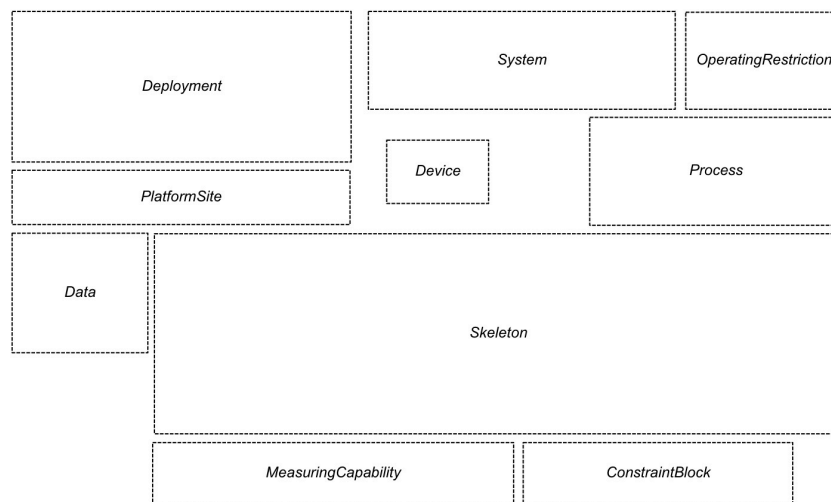 Deployment
System
OperatingRestriction
PlatformSite
Device
Process
Data
Skeleton
MeasuringCapability
ConstraintBlock